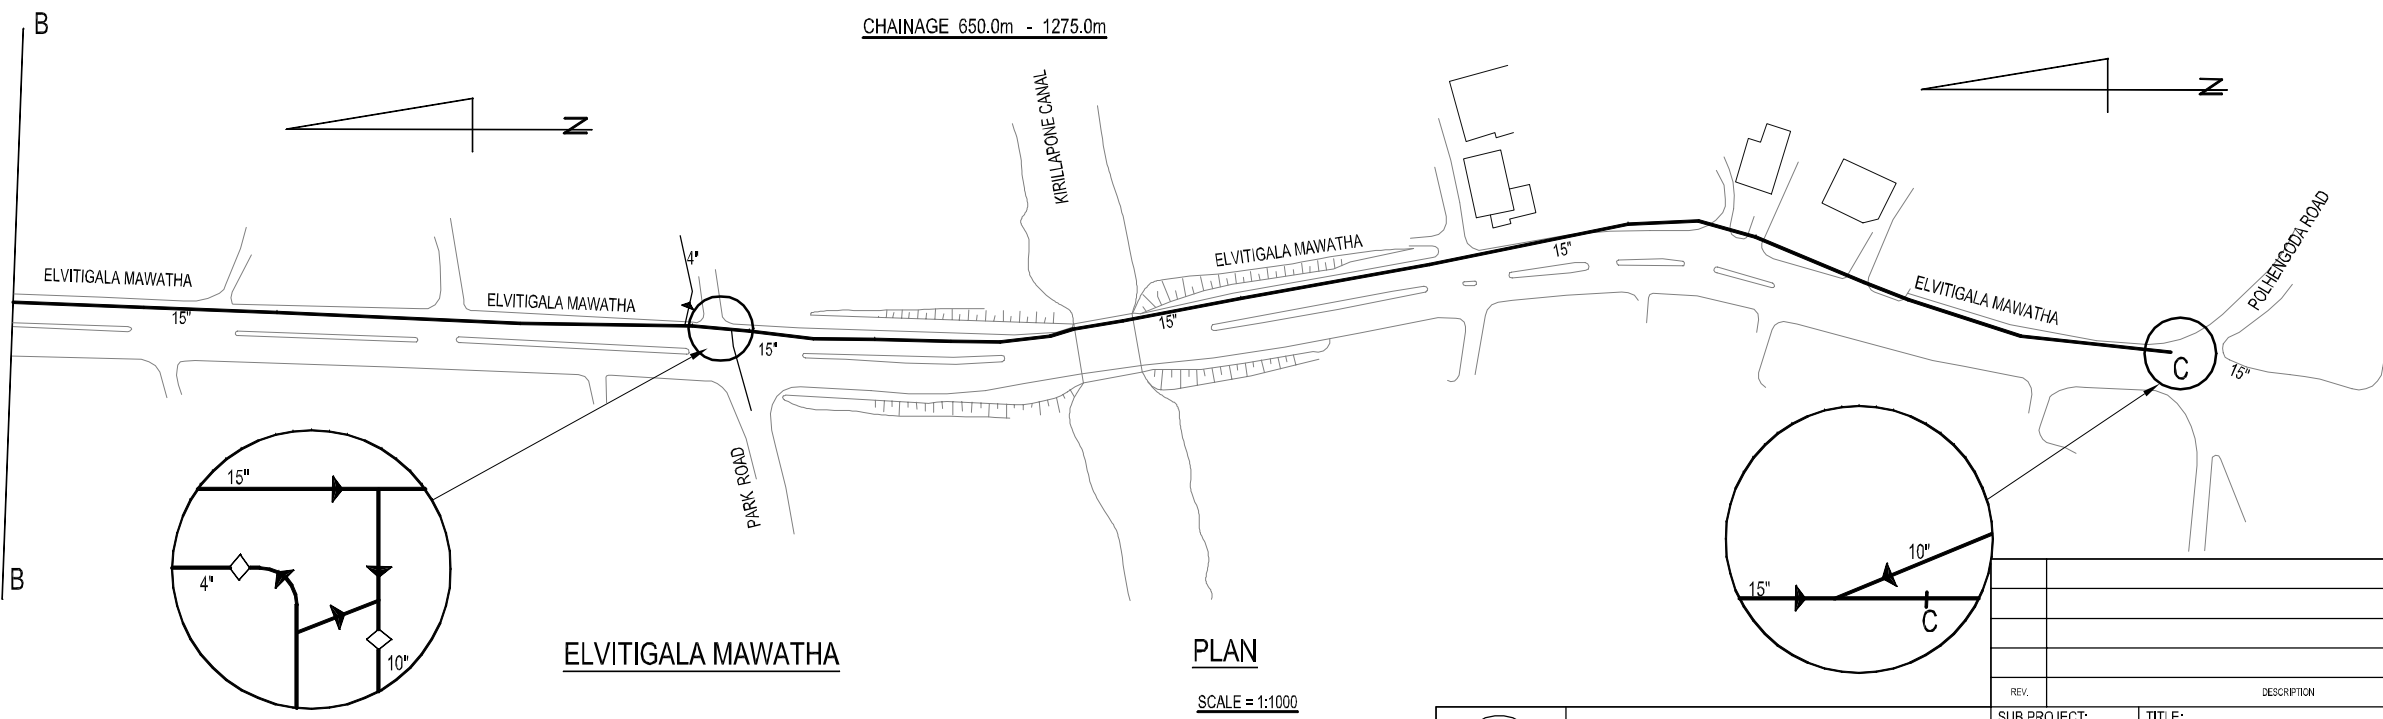 B
CHAINAGE 650.0m - 1275.0m
N
N
KIRILLAPONE CANAL
ELVITIGALA MAWATHA
15"
ELVITIGALA MAWATHA
4"
15"
ELVITIGALA MAWATHA
15"
15"
ELVITIGALA MAWATHA
POLHENGODA ROAD
C
15"
PARK ROAD
15"
4"
10"
B
10"
15"
C
ELVITIGALA MAWATHA
PLAN
SCALE = 1:1000
REV.
DESCRIPTION
SUB PROJECT:
TITLE: